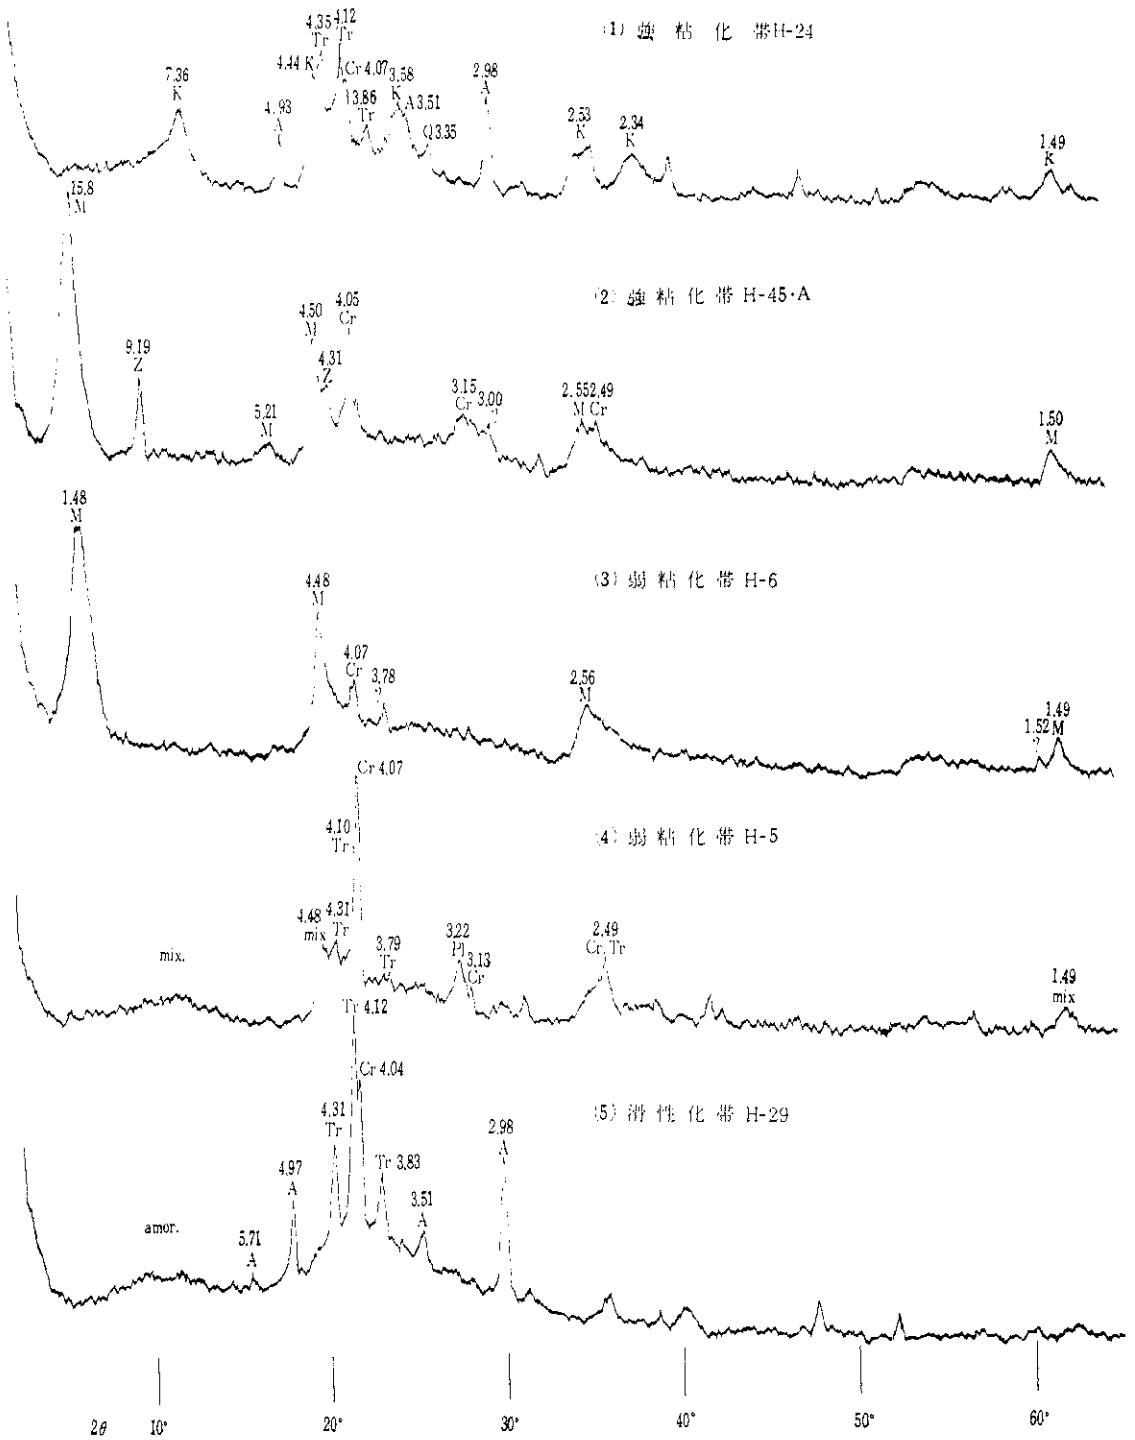 (1) 強 粘 化 帯 H-24
4.35
Tr
4.12
Tr
4.44 K
Cr 4.07
7.36
K
4.93
A
3.86
Tr
3.58
K
A 3.51
Q 3.35
2.98
A
2.53
K
2.34
K
1.49
K
(2) 強 粘 化 帯 H-45·A
15.8
M
9.19
Z
5.21
M
4.50
M
4.31
Z
4.05
Cr
3.15
Cr
3.00
?
2.55
M
2.49
Cr
1.50
M
(3) 弱 粘 化 帯 H-6
1.48
M
4.48
M
4.07
Cr
3.78
?
2.56
M
1.52
?
1.49
M
(4) 弱 粘 化 帯 H-5
Cr 4.07
4.10
Tr
mix.
4.48
mix
4.31
Tr
3.79
Tr
3.22
Pl
3.13
Cr
2.49
Cr, Tr
1.49
mix
(5) 滑 性 化 帯 H-29
Tr 4.12
Cr 4.04
amor.
5.71
A
4.97
A
4.31
Tr
Tr 3.83
3.51
A
2.98
A
2θ 10° 20° 30° 40° 50° 60°